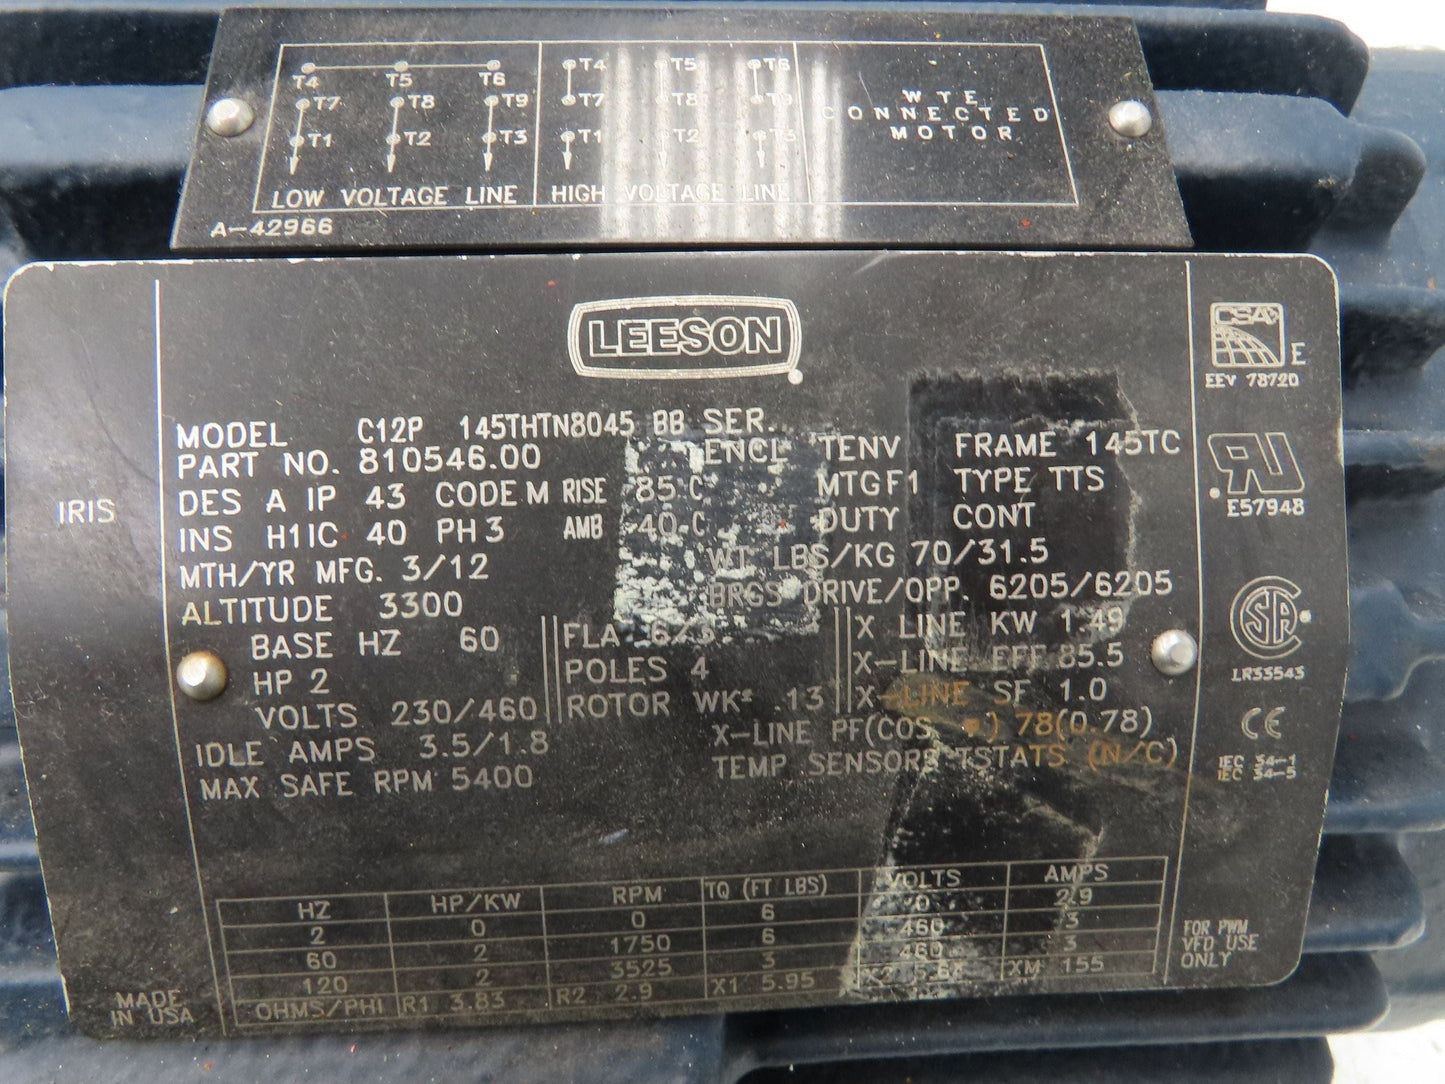 T4 T5 T6 T4 T5 T6
T7 T8 T9 T7 T8 T9
T1 T2 T3 T1 T2 T3
WYE
CONNECTED
MOTOR
LOW VOLTAGE LINE HIGH VOLTAGE LINE
A-42966
LEESON
CSA E
EEV 78720
MODEL C12P 145THTN8045 BB SER.
PART NO. 810546.00 ENCL TENV FRAME 145TC
DES A IP 43 CODE M RISE 85 C MTG F1 TYPE TTS
INS H1 IC 40 PH 3 AMB 40 C DUTY CONT
MTH/YR MFG. 3/12 WT LBS/KG 70/31.5
ALTITUDE 3300 BRGS DRIVE/OPP. 6205/6205
BASE HZ 60 FLA 6/3 X LINE KW 1.49
HP 2 POLES 4 X-LINE EFF 85.5
VOLTS 230/460 ROTOR WK² .13 X-LINE SF 1.0
IDLE AMPS 3.5/1.8 X-LINE PF(COS ) 78(0.78)
MAX SAFE RPM 5400 TEMP SENSORS TSTATS (N/C)
IRIS
E57948
LR33543
CE
IEC 34-1
IEC 34-5
HZ HP/KW RPM TQ (FT LBS) VOLTS AMPS
2 0 0 6 0 2.9
60 2 1750 6 460 3
120 2 3525 3 460 3
OHMS/PHI R1 3.83 R2 2.9 X1 5.95 X2 XM 155
MADE
IN USA
FOR PWM
VFD USE
ONLY